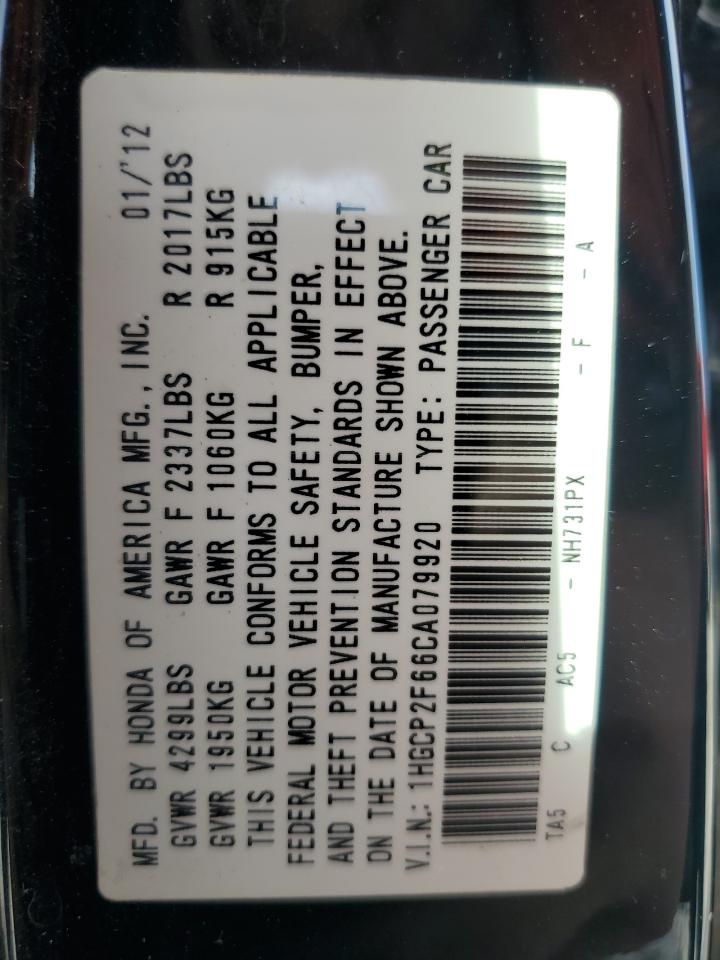 MFD. BY HONDA OF AMERICA MFG., INC. 01/'12
GVWR 4299LBS GAWR F 2337LBS R 2017LBS
GVWR 1950KG GAWR F 1060KG R 915KG
THIS VEHICLE CONFORMS TO ALL APPLICABLE
FEDERAL MOTOR VEHICLE SAFETY, BUMPER,
AND THEFT PREVENTION STANDARDS IN EFFECT
ON THE DATE OF MANUFACTURE SHOWN ABOVE.
V.I.N.: 1HGCP2F66CA079920 TYPE: PASSENGER CAR
TA5 C AC5 - NH731PX - F - A